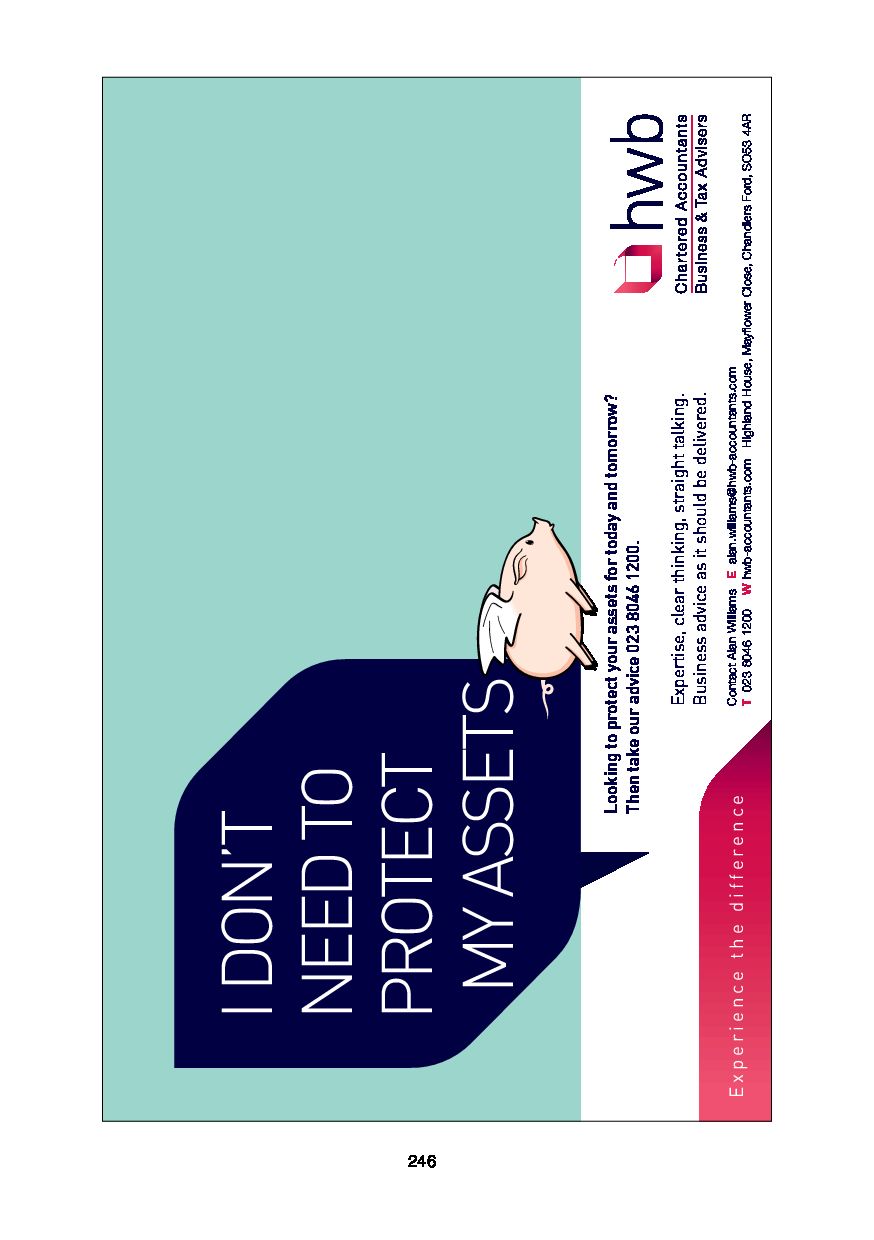 I DON'T
NEED TO
PROTECT
MY ASSETS
Looking to protect your assets for today and tomorrow?
Then take our advice 023 8046 1200.
hwb
Chartered Accountants
Business & Tax Advisers
Expertise, clear thinking, straight talking.
Business advice as it should be delivered.
Contact Alan Williams E alan.williams@hwb-accountants.com
T 023 8046 1200 W hwb-accountants.com Highland House, Mayflower Close, Chandlers Ford, SO53 4AR
Experience the difference
246